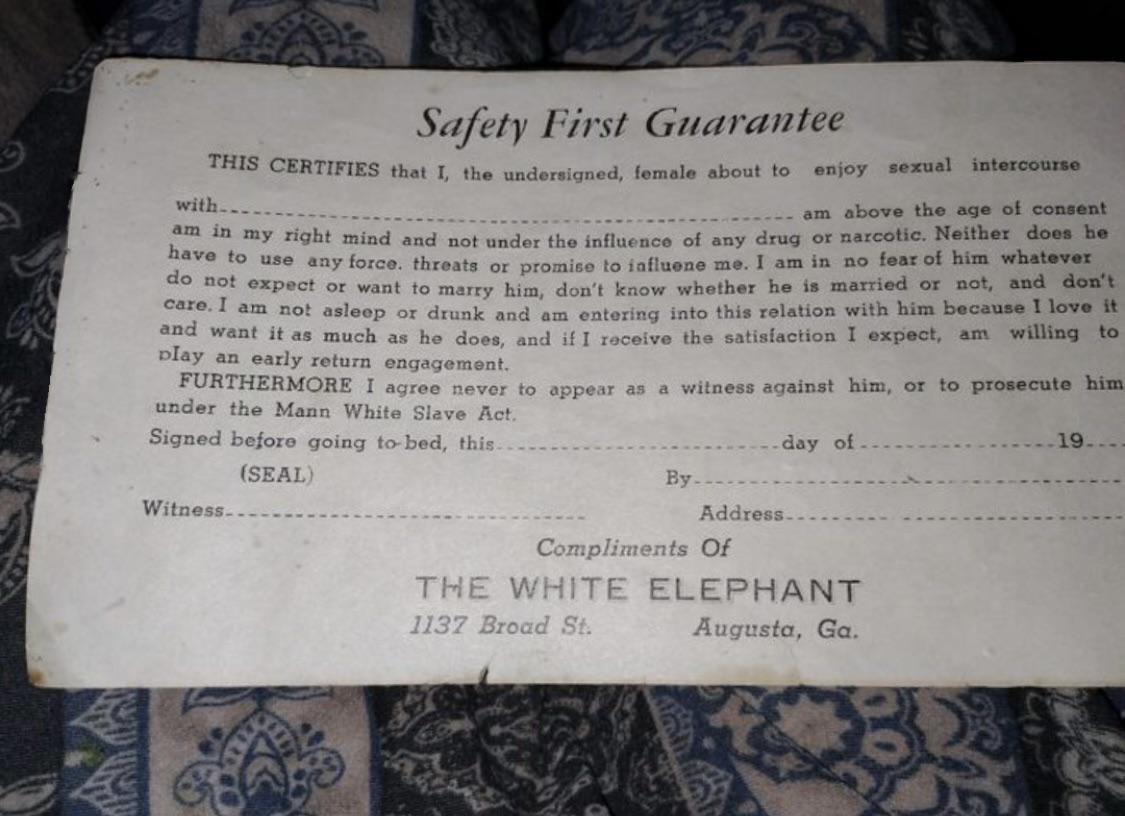 Safety First Guarantee
THIS CERTIFIES that I, the undersigned, female about to enjoy sexual intercourse
with am above the age of consent
am in my right mind and not under the influence of any drug or narcotic. Neither does he
have to use any force. threats or promise to influene me. I am in no fear of him whatever
do not expect or want to marry him, don't know whether he is married or not, and don't
care. I am not asleep or drunk and am entering into this relation with him because I love it
and want it as much as he does, and if I receive the satisfaction I expect, am willing to
play an early return engagement.
FURTHERMORE I agree never to appear as a witness against him, or to prosecute him
under the Mann White Slave Act.
Signed before going to-bed, this day of 19
(SEAL) By
Witness Address
Compliments Of
THE WHITE ELEPHANT
1137 Broad St. Augusta, Ga.